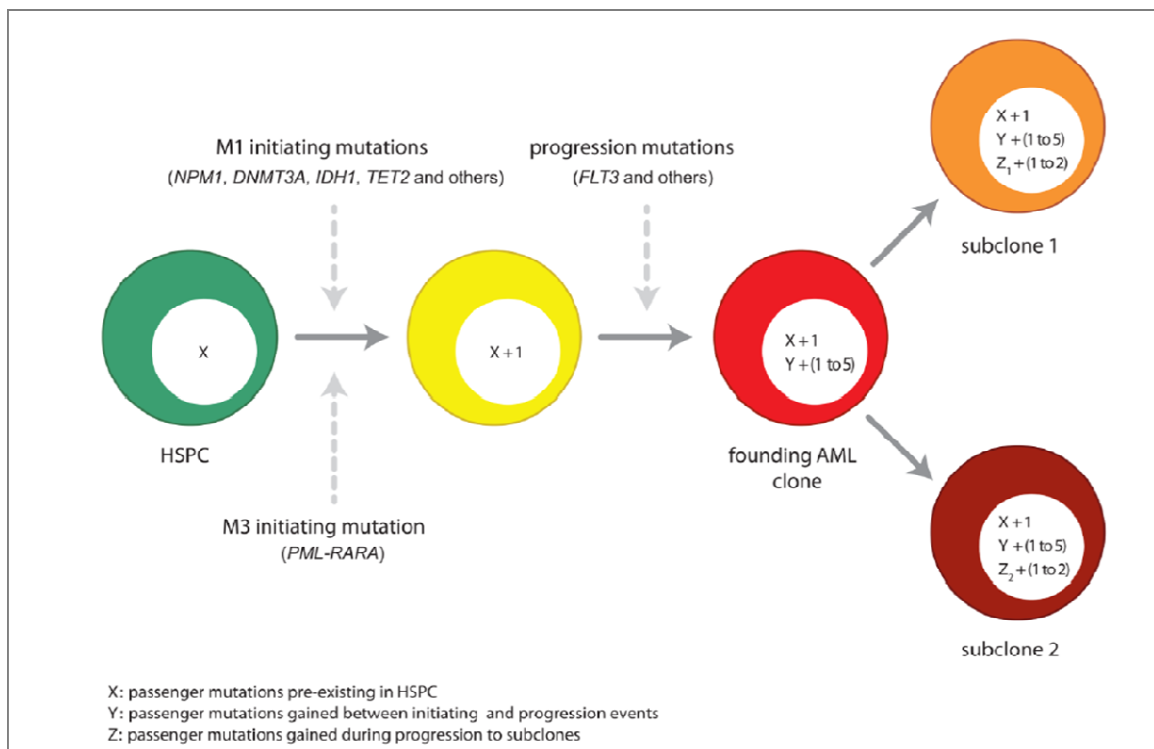 M1 initiating mutations
(NPM1, DNMT3A, IDH1, TET2 and others)
progression mutations
(FLT3 and others)
X + 1
Y + (1 to 5)
Z1 + (1 to 2)
subclone 1
X
HSPC
X + 1
X + 1
Y + (1 to 5)
founding AML
clone
M3 initiating mutation
(PML-RARA)
X + 1
Y + (1 to 5)
Z2 + (1 to 2)
subclone 2
X: passenger mutations pre-existing in HSPC
Y: passenger mutations gained between initiating and progression events
Z: passenger mutations gained during progression to subclones